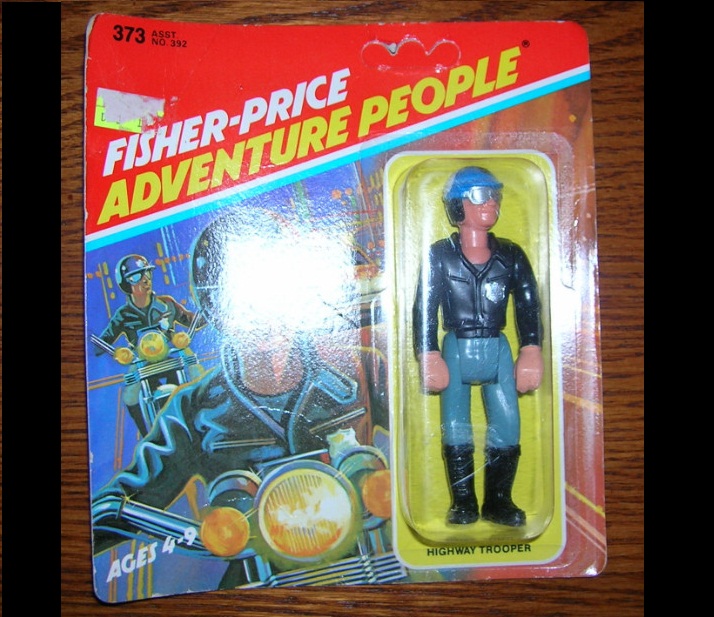 373 ASST.
NO. 392
FISHER-PRICE
ADVENTURE PEOPLE®
AGES 4-9
HIGHWAY TROOPER